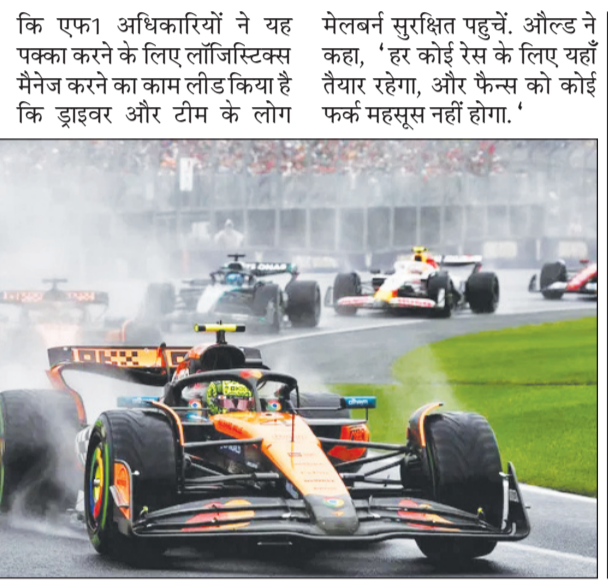 कि एफ1 अधिकारियों ने यह
पक्का करने के लिए लॉजिस्टिक्स
मैनेज करने का काम लीड किया है
कि ड्राइवर और टीम के लोग
मेलबर्न सुरक्षित पहुचें. औल्ड ने
कहा, ‘हर कोई रेस के लिए यहाँ
तैयार रहेगा, और फैन्स को कोई
फर्क महसूस नहीं होगा.‘